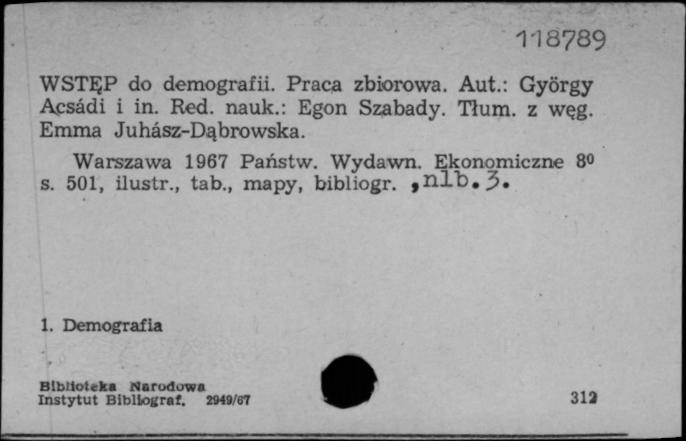 118789
WSTĘP do demografii. Praca zbiorowa. Aut.: György
Acsádi i in. Red. nauk.: Egon Szabady. Tłum. z węg.
Emma Juhász-Dąbrowska.
Warszawa 1967 Państw. Wydawn. Ekonomiczne 8⁰
s. 501, ilustr., tab., mapy, bibliogr. , nlb. 3.
1. Demografia
Biblioteka Narodowa
Instytut Bibliograf. 2949/67
312